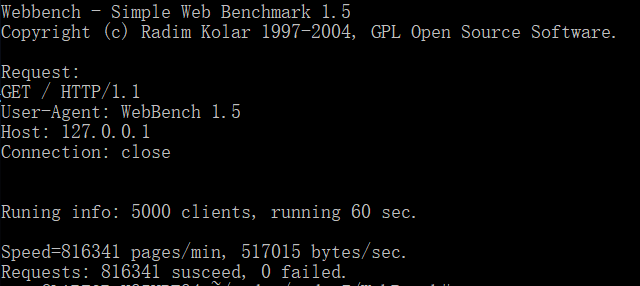 Webbench - Simple Web Benchmark 1.5
Copyright (c) Radim Kolar 1997-2004, GPL Open Source Software.
Request:
GET / HTTP/1.1
User-Agent: WebBench 1.5
Host: 127.0.0.1
Connection: close
Runing info: 5000 clients, running 60 sec.
Speed=816341 pages/min, 517015 bytes/sec.
Requests: 816341 susceed, 0 failed.